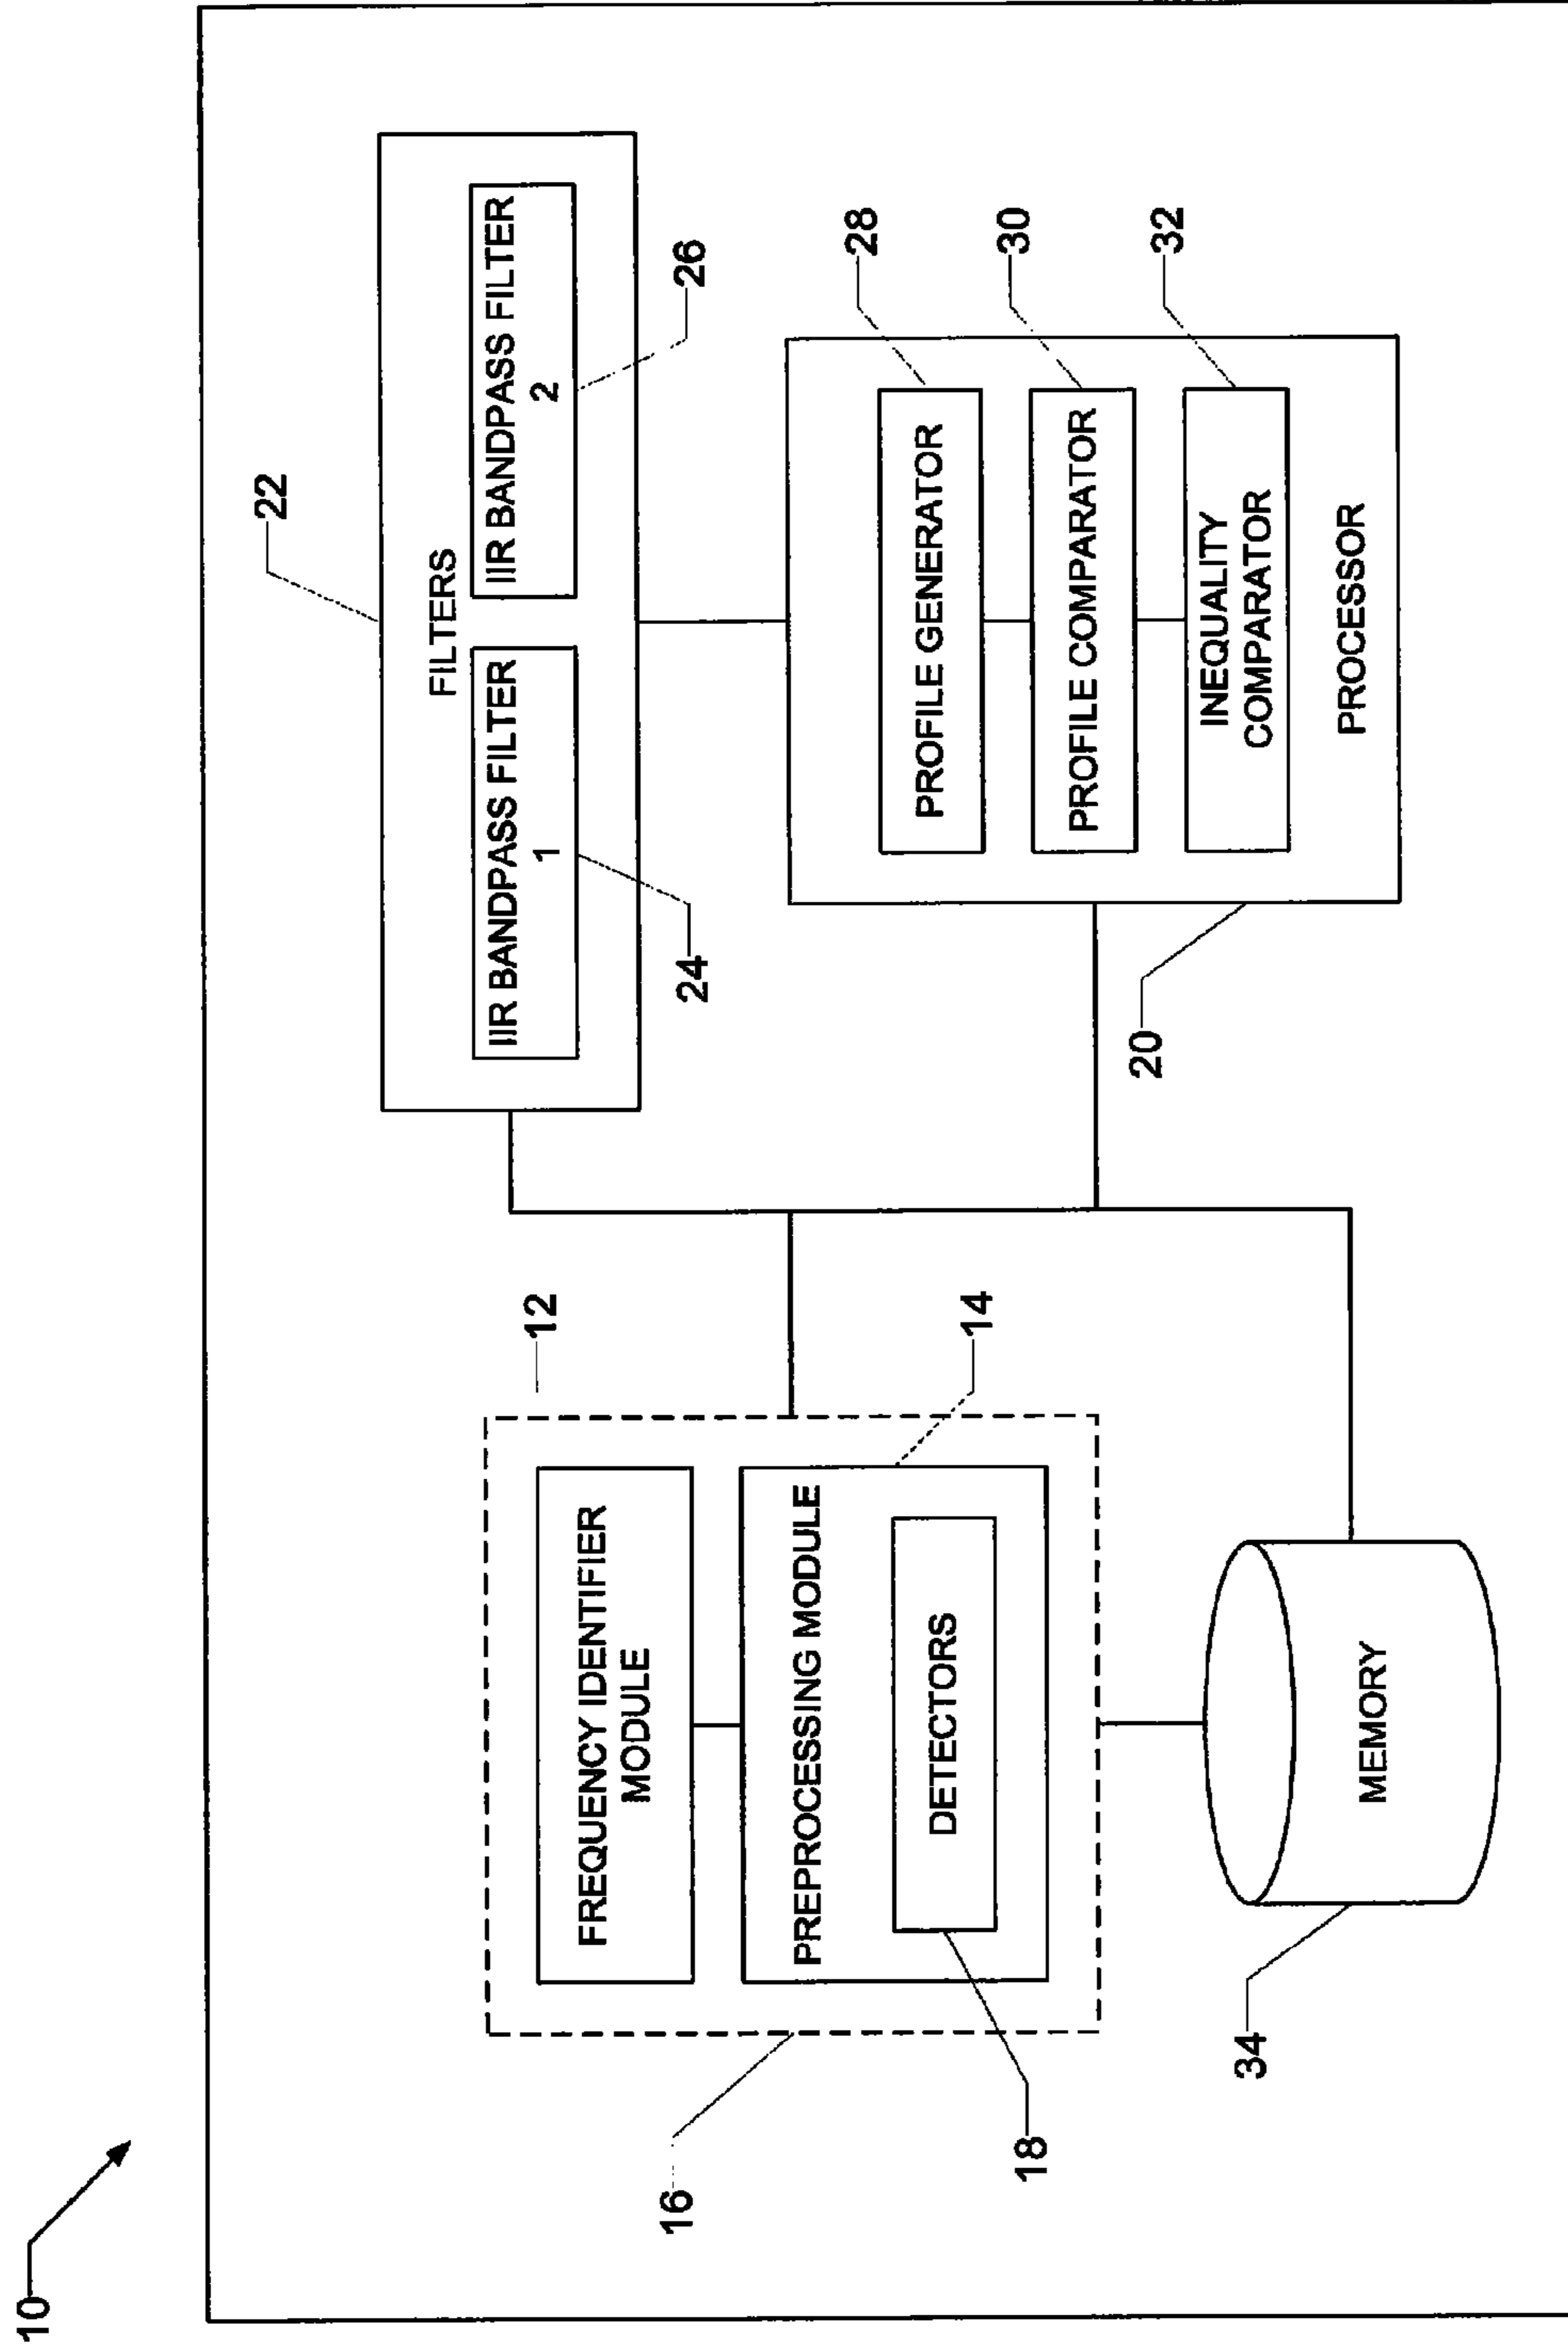 10
22
FILTERS
IIR BANDPASS FILTER
1
IIR BANDPASS FILTER
2
24
26
12
FREQUENCY IDENTIFIER
MODULE
14
PREPROCESSING MODULE
DETECTORS
16
18
28
PROFILE GENERATOR
30
PROFILE COMPARATOR
32
INEQUALITY
COMPARATOR
PROCESSOR
20
MEMORY
34